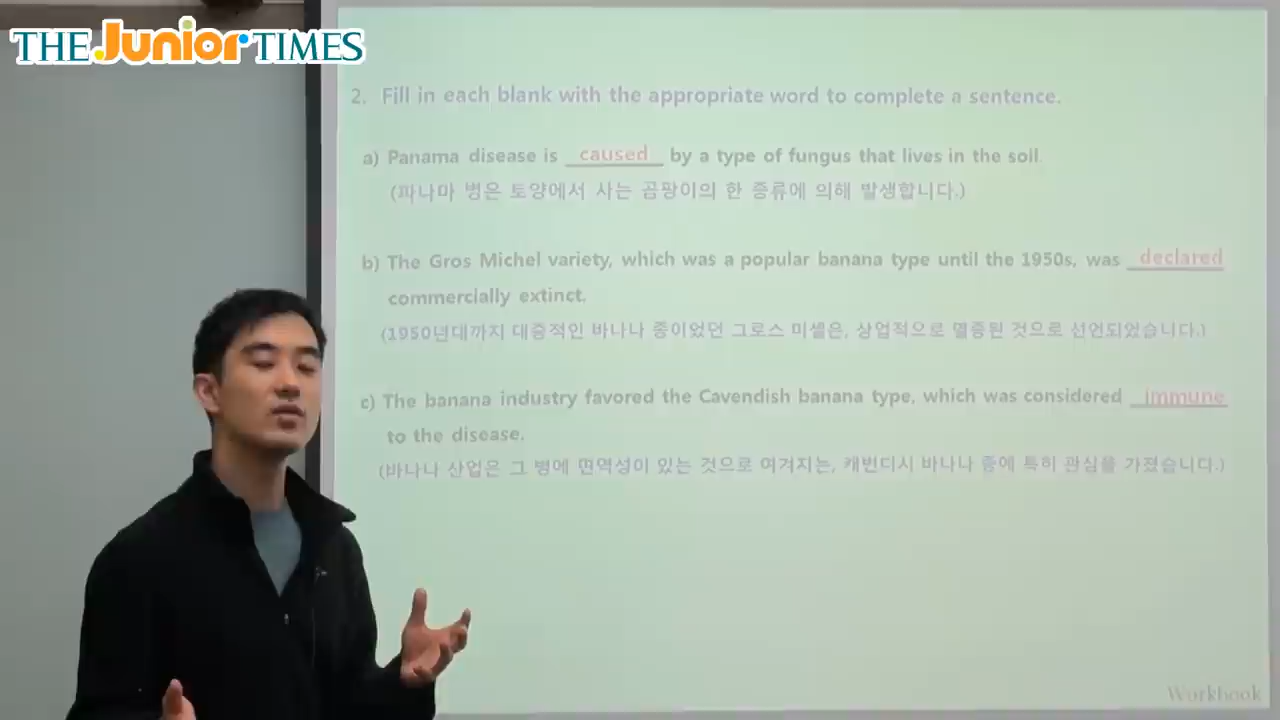 THE Junior TIMES
2. Fill in each blank with the appropriate word to complete a sentence.
a) Panama disease is caused by a type of fungus that lives in the soil.
(파나마 병은 토양에서 사는 곰팡이의 한 종류에 의해 발생합니다.)
b) The Gros Michel variety, which was a popular banana type until the 1950s, was declared
commercially extinct.
(1950년대까지 대중적인 바나나 종이었던 그로스 미셸은, 상업적으로 멸종된 것으로 선언되었습니다.)
c) The banana industry favored the Cavendish banana type, which was considered immune
to the disease.
(바나나 산업은 그 병에 면역성이 있는 것으로 여겨지는, 캐번디시 바나나 종에 특히 관심을 가졌습니다.)
Workbook